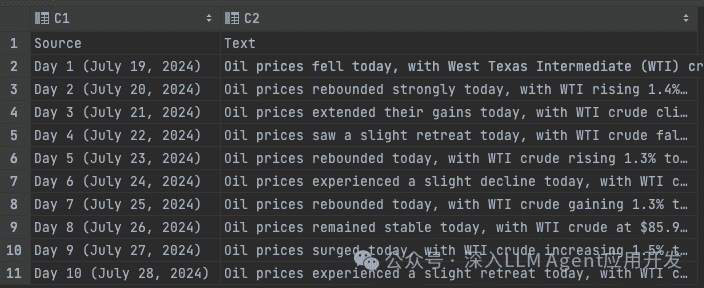 C1 C2
1 Source Text
2 Day 1 (July 19, 2024) Oil prices fell today, with West Texas Intermediate (WTI) cr
3 Day 2 (July 20, 2024) Oil prices rebounded strongly today, with WTI rising 1.4%…
4 Day 3 (July 21, 2024) Oil prices extended their gains today, with WTI crude cli…
5 Day 4 (July 22, 2024) Oil prices saw a slight retreat today, with WTI crude fal…
6 Day 5 (July 23, 2024) Oil prices rebounded today, with WTI crude rising 1.3% to…
7 Day 6 (July 24, 2024) Oil prices experienced a slight decline today, with WTI c…
8 Day 7 (July 25, 2024) Oil prices rebounded today, with WTI crude gaining 1.3% t…
9 Day 8 (July 26, 2024) Oil prices remained stable today, with WTI crude at $85.9…
10 Day 9 (July 27, 2024) Oil prices surged today, with WTI crude increasing 1.5% t…
11 Day 10 (July 28, 2024) Oil prices experienced a slight retreat today, with WTI c…
公众号 · 深入LLM Agent应用开发